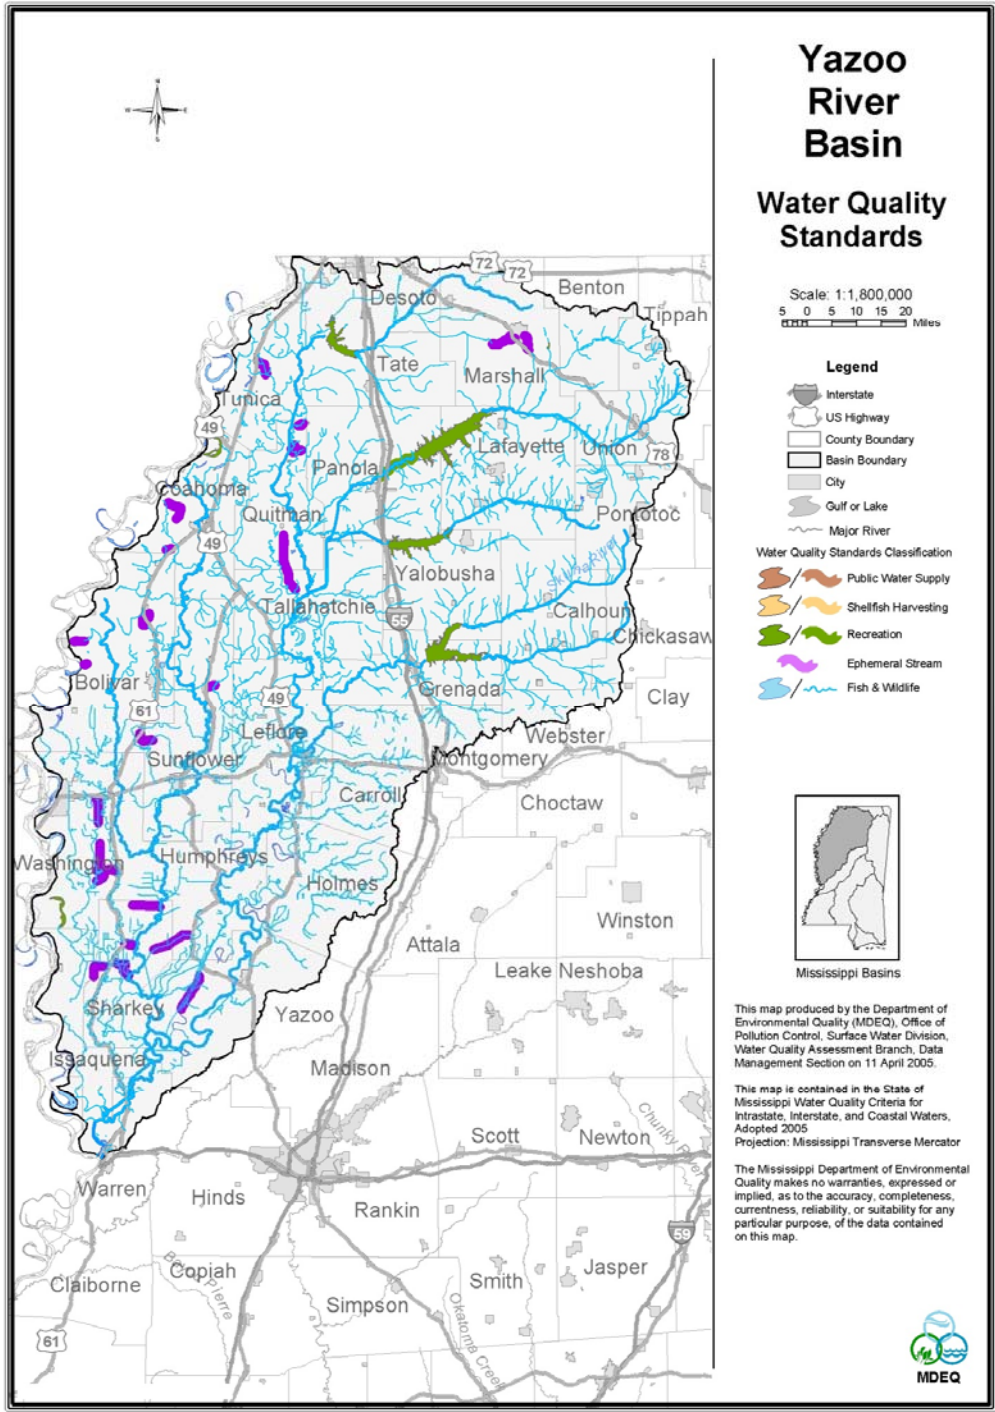 Yazoo
River
Basin
Water Quality
Standards
Scale: 1:1,800,000
5 0 5 10 15 20
Miles
Legend
Interstate
US Highway
County Boundary
Basin Boundary
City
Gulf or Lake
Major River
Water Quality Standards Classification
Public Water Supply
Shellfish Harvesting
Recreation
Ephemeral Stream
Fish & Wildlife
Mississippi Basins
This map produced by the Department of
Environmental Quality (MDEQ), Office of
Pollution Control, Surface Water Division,
Water Quality Assessment Branch, Data
Management Section on 11 April 2005.
This map is contained in the State of
Mississippi Water Quality Criteria for
Intrastate, Interstate, and Coastal Waters,
Adopted 2005
Projection: Mississippi Transverse Mercator
The Mississippi Department of Environmental
Quality makes no warranties, expressed or
implied, as to the accuracy, completeness,
currentness, reliability, or suitability for any
particular purpose, of the data contained
on this map.
MDEQ
N
W E
S
72
72
Benton
Desoto
Tippah
Tate
Marshall
Tunica
49
Lafayette
Union
78
Panola
Coahoma
Quitman
Pontotoc
49
Skuna River
Yalobusha
Tallahatchie
Calhoun
55
Chickasaw
Bolivar
Grenada
Clay
49
61
Leflore
Webster
Sunflower
Montgomery
Carroll
Choctaw
Washington
Humphreys
Holmes
Winston
Attala
Leake
Neshoba
Sharkey
Yazoo
Issaquena
Madison
Chunky River
Scott
Newton
Warren
Hinds
Rankin
59
Claiborne
Copiah
Bayou Pierre
Simpson
Okatoma Creek
Smith
Jasper
61